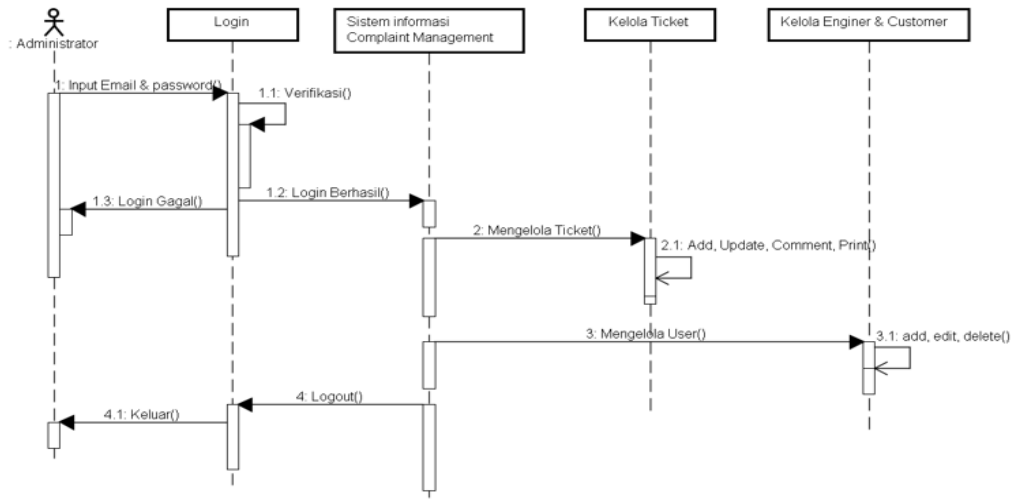 : Administrator
Login
Sistem informasi
Complaint Management
Kelola Ticket
Kelola Enginer & Customer
1: Input Email & password()
1.1: Verifikasi()
1.2: Login Berhasil()
1.3: Login Gagal()
2: Mengelola Ticket()
2.1: Add, Update, Comment, Print()
3: Mengelola User()
3.1: add, edit, delete()
4: Logout()
4.1: Keluar()